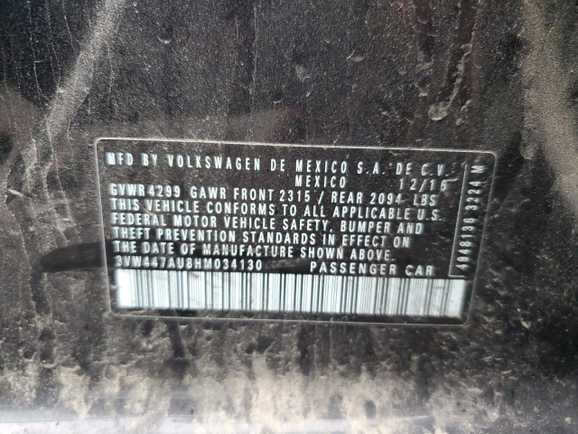 MFD BY VOLKSWAGEN DE MEXICO S.A. DE C.V.
MEXICO 12/16
GVWR 4299 GAWR FRONT 2315 / REAR 2094 LBS
THIS VEHICLE CONFORMS TO ALL APPLICABLE U.S.
FEDERAL MOTOR VEHICLE SAFETY, BUMPER, AND
THEFT PREVENTION STANDARDS IN EFFECT ON
THE DATE OF MANUFACTURE SHOWN ABOVE.
3VW447AU8HM034130 PASSENGER CAR